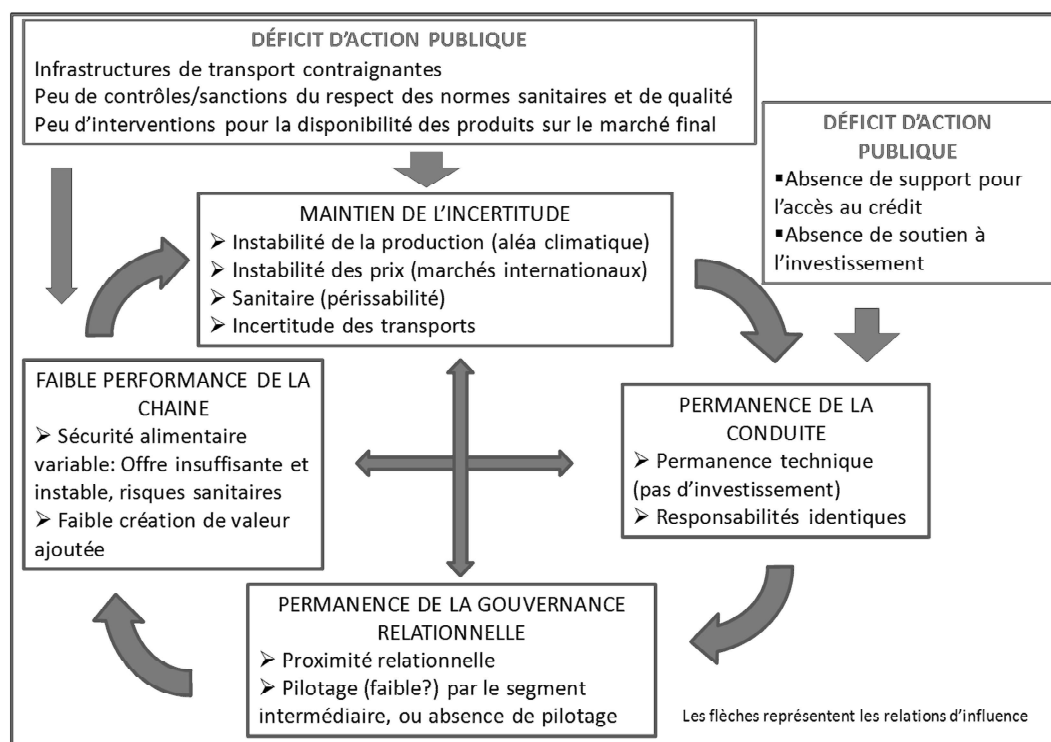 DÉFICIT D'ACTION PUBLIQUE
Infrastructures de transport contraignantes
Peu de contrôles/sanctions du respect des normes sanitaires et de qualité
Peu d'interventions pour la disponibilité des produits sur le marché final
DÉFICIT D'ACTION
PUBLIQUE
▪Absence de support pour
l'accès au crédit
▪Absence de soutien à
l'investissement
MAINTIEN DE L'INCERTITUDE
➢ Instabilité de la production (aléa climatique)
➢ Instabilité des prix (marchés internationaux)
➢ Sanitaire (périssabilité)
➢ Incertitude des transports
FAIBLE PERFORMANCE DE LA
CHAINE
➢ Sécurité alimentaire
variable: Offre insuffisante et
instable, risques sanitaires
➢ Faible création de valeur
ajoutée
PERMANENCE DE LA
CONDUITE
➢ Permanence technique
(pas d'investissement)
➢ Responsabilités identiques
PERMANENCE DE LA GOUVERNANCE
RELATIONNELLE
➢ Proximité relationnelle
➢ Pilotage (faible?) par le segment
intermédiaire, ou absence de pilotage
Les flèches représentent les relations d'influence